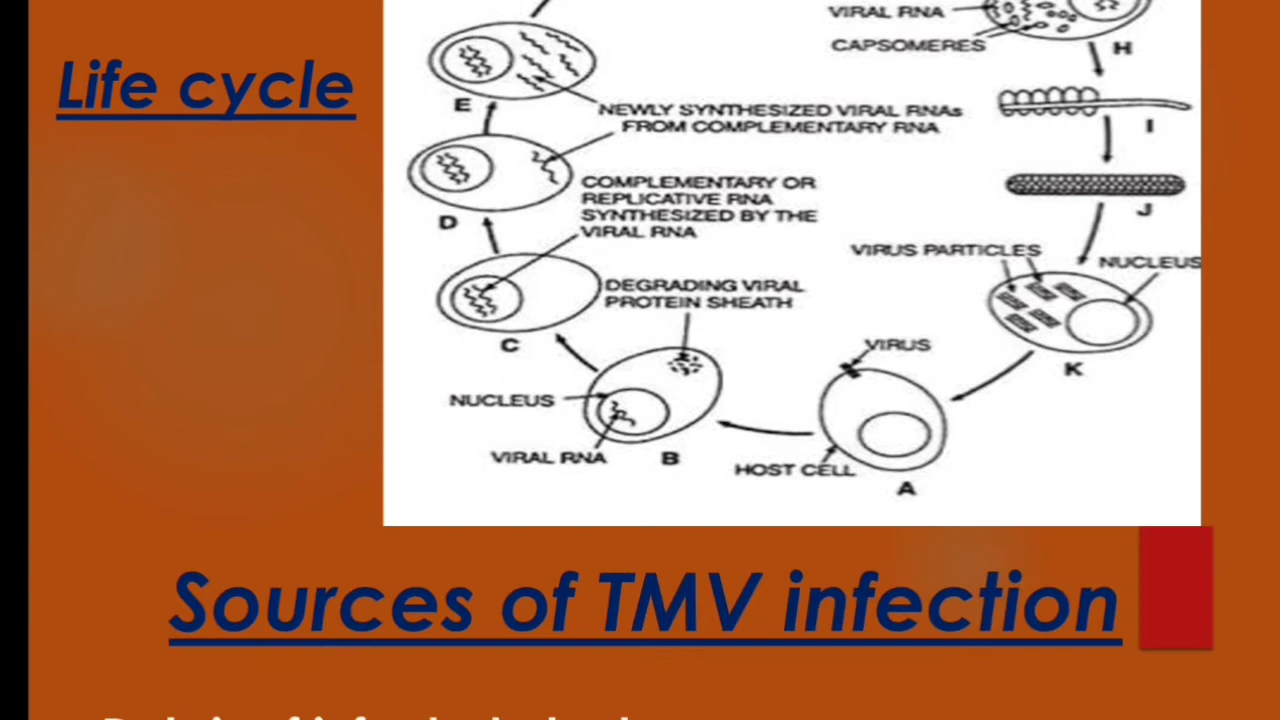 Life cycle
VIRAL RNA
CAPSOMERES
H
E
NEWLY SYNTHESIZED VIRAL RNAs
FROM COMPLEMENTARY RNA
I
D
COMPLEMENTARY OR
REPLICATIVE RNA
SYNTHESIZED BY THE
VIRAL RNA
J
VIRUS PARTICLES
NUCLEUS
C
DEGRADING VIRAL
PROTEIN SHEATH
K
VIRUS
NUCLEUS
VIRAL RNA
B
HOST CELL
A
Sources of TMV infection